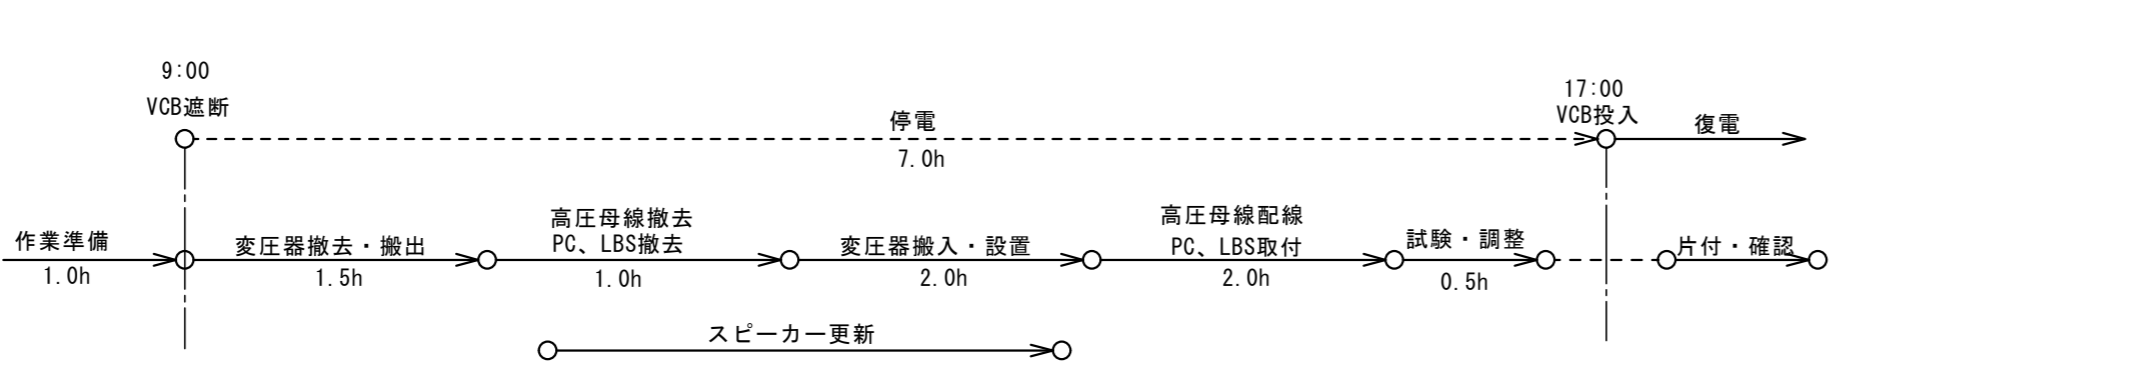 9:00
VCB遮断
停電
7.0h
17:00
VCB投入
復電
作業準備
1.0h
変圧器撤去・搬出
1.5h
高圧母線撤去
PC、LBS撤去
1.0h
変圧器搬入・設置
2.0h
高圧母線配線
PC、LBS取付
2.0h
試験・調整
0.5h
片付・確認
スピーカー更新